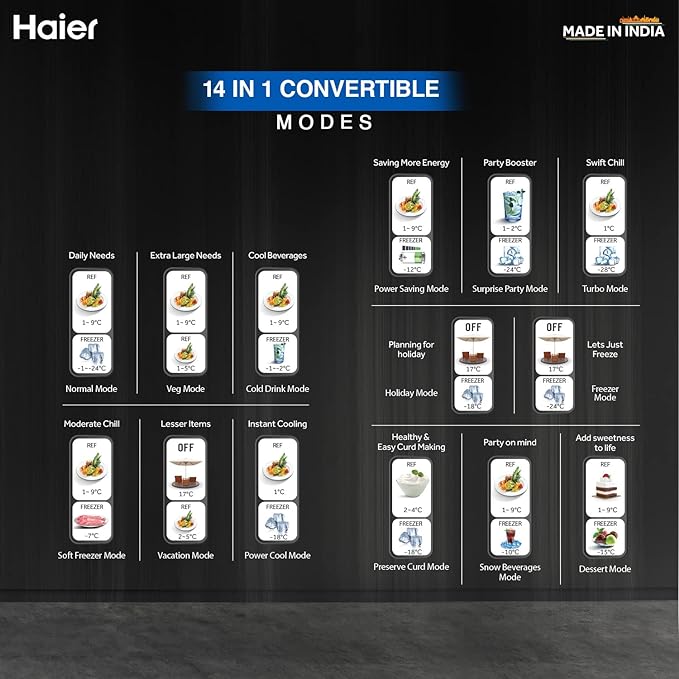 Haier
MADE IN INDIA
14 IN 1 CONVERTIBLE
MODES
Daily Needs
REF
1~ 9°C
FREEZER
-1~-24°C
Normal Mode
Extra Large Needs
REF
1~9°C
REF
1~5°C
Veg Mode
Cool Beverages
REF
1~9°C
FREEZER
-1~-2°C
Cold Drink Mode
Moderate Chill
REF
1~ 9°C
FREEZER
-7°C
Soft Freezer Mode
Lesser Items
OFF
17°C
REF
2~5°C
Vacation Mode
Instant Cooling
REF
1°C
FREEZER
-18°C
Power Cool Mode
Saving More Energy
REF
1~ 9°C
FREEZER
-12°C
Power Saving Mode
Party Booster
REF
1~ 2°C
FREEZER
-24°C
Surprise Party Mode
Swift Chill
REF
1°C
FREEZER
-28°C
Turbo Mode
Planning for
holiday
OFF
17°C
FREEZER
-18°C
Holiday Mode
OFF
17°C
FREEZER
-24°C
Lets Just
Freeze
Freezer
Mode
Healthy &
Easy Curd Making
REF
2~4°C
FREEZER
-18°C
Preserve Curd Mode
Party on mind
REF
1~9°C
FREEZER
-10°C
Snow Beverages
Mode
Add sweetness
to life
REF
1~9°C
FREEZER
-15°C
Dessert Mode